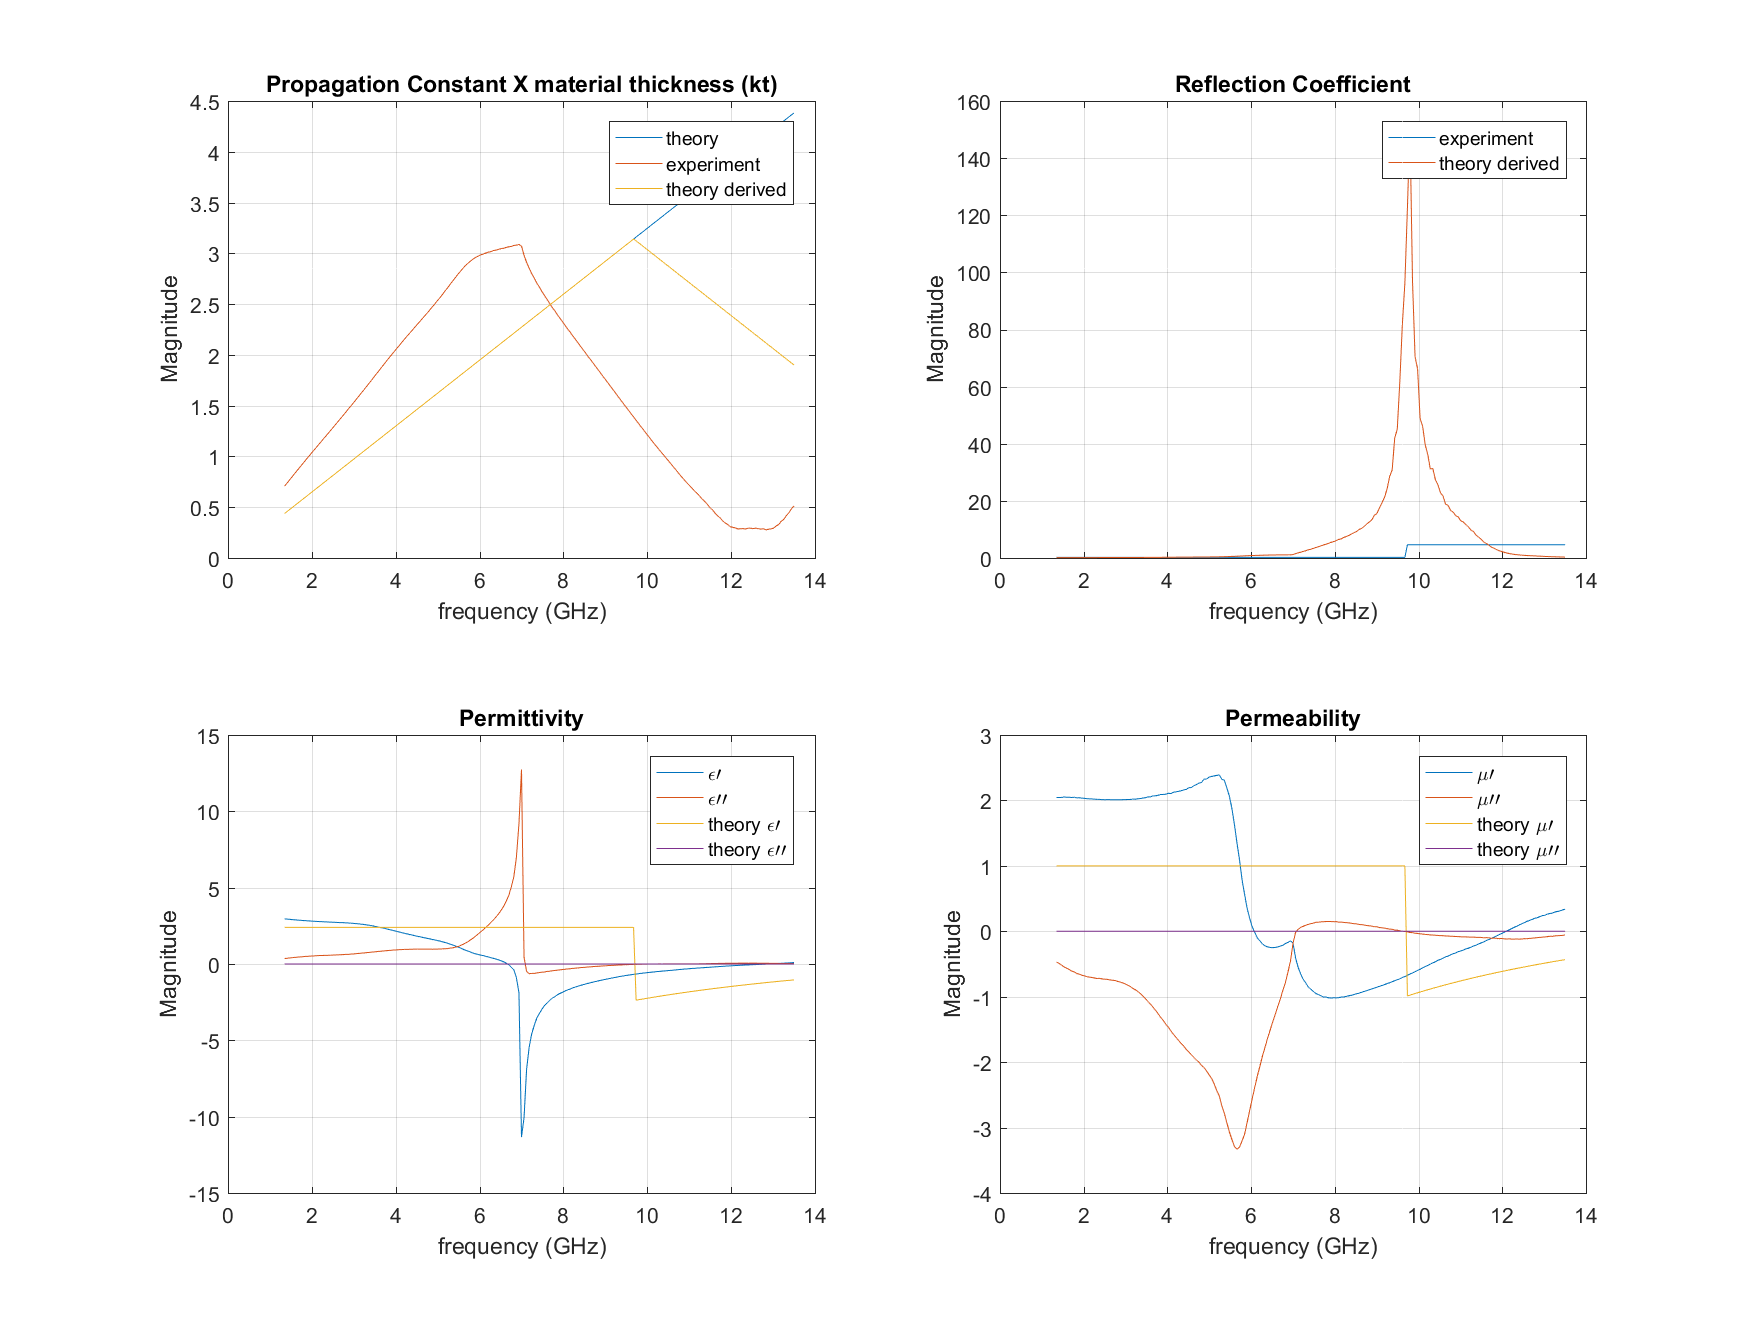 Propagation Constant X material thickness (kt)
4.5
4
3.5
3
2.5
2
1.5
1
0.5
0
Magnitude
theory
experiment
theory derived
0 2 4 6 8 10 12 14
frequency (GHz)
Reflection Coefficient
160
140
120
100
80
60
40
20
0
Magnitude
experiment
theory derived
0 2 4 6 8 10 12 14
frequency (GHz)
Permittivity
15
10
5
0
-5
-10
-15
Magnitude
ϵ′
ϵ′′
theory ϵ′
theory ϵ′′
0 2 4 6 8 10 12 14
frequency (GHz)
Permeability
3
2
1
0
-1
-2
-3
-4
Magnitude
μ′
μ′′
theory μ′
theory μ′′
0 2 4 6 8 10 12 14
frequency (GHz)